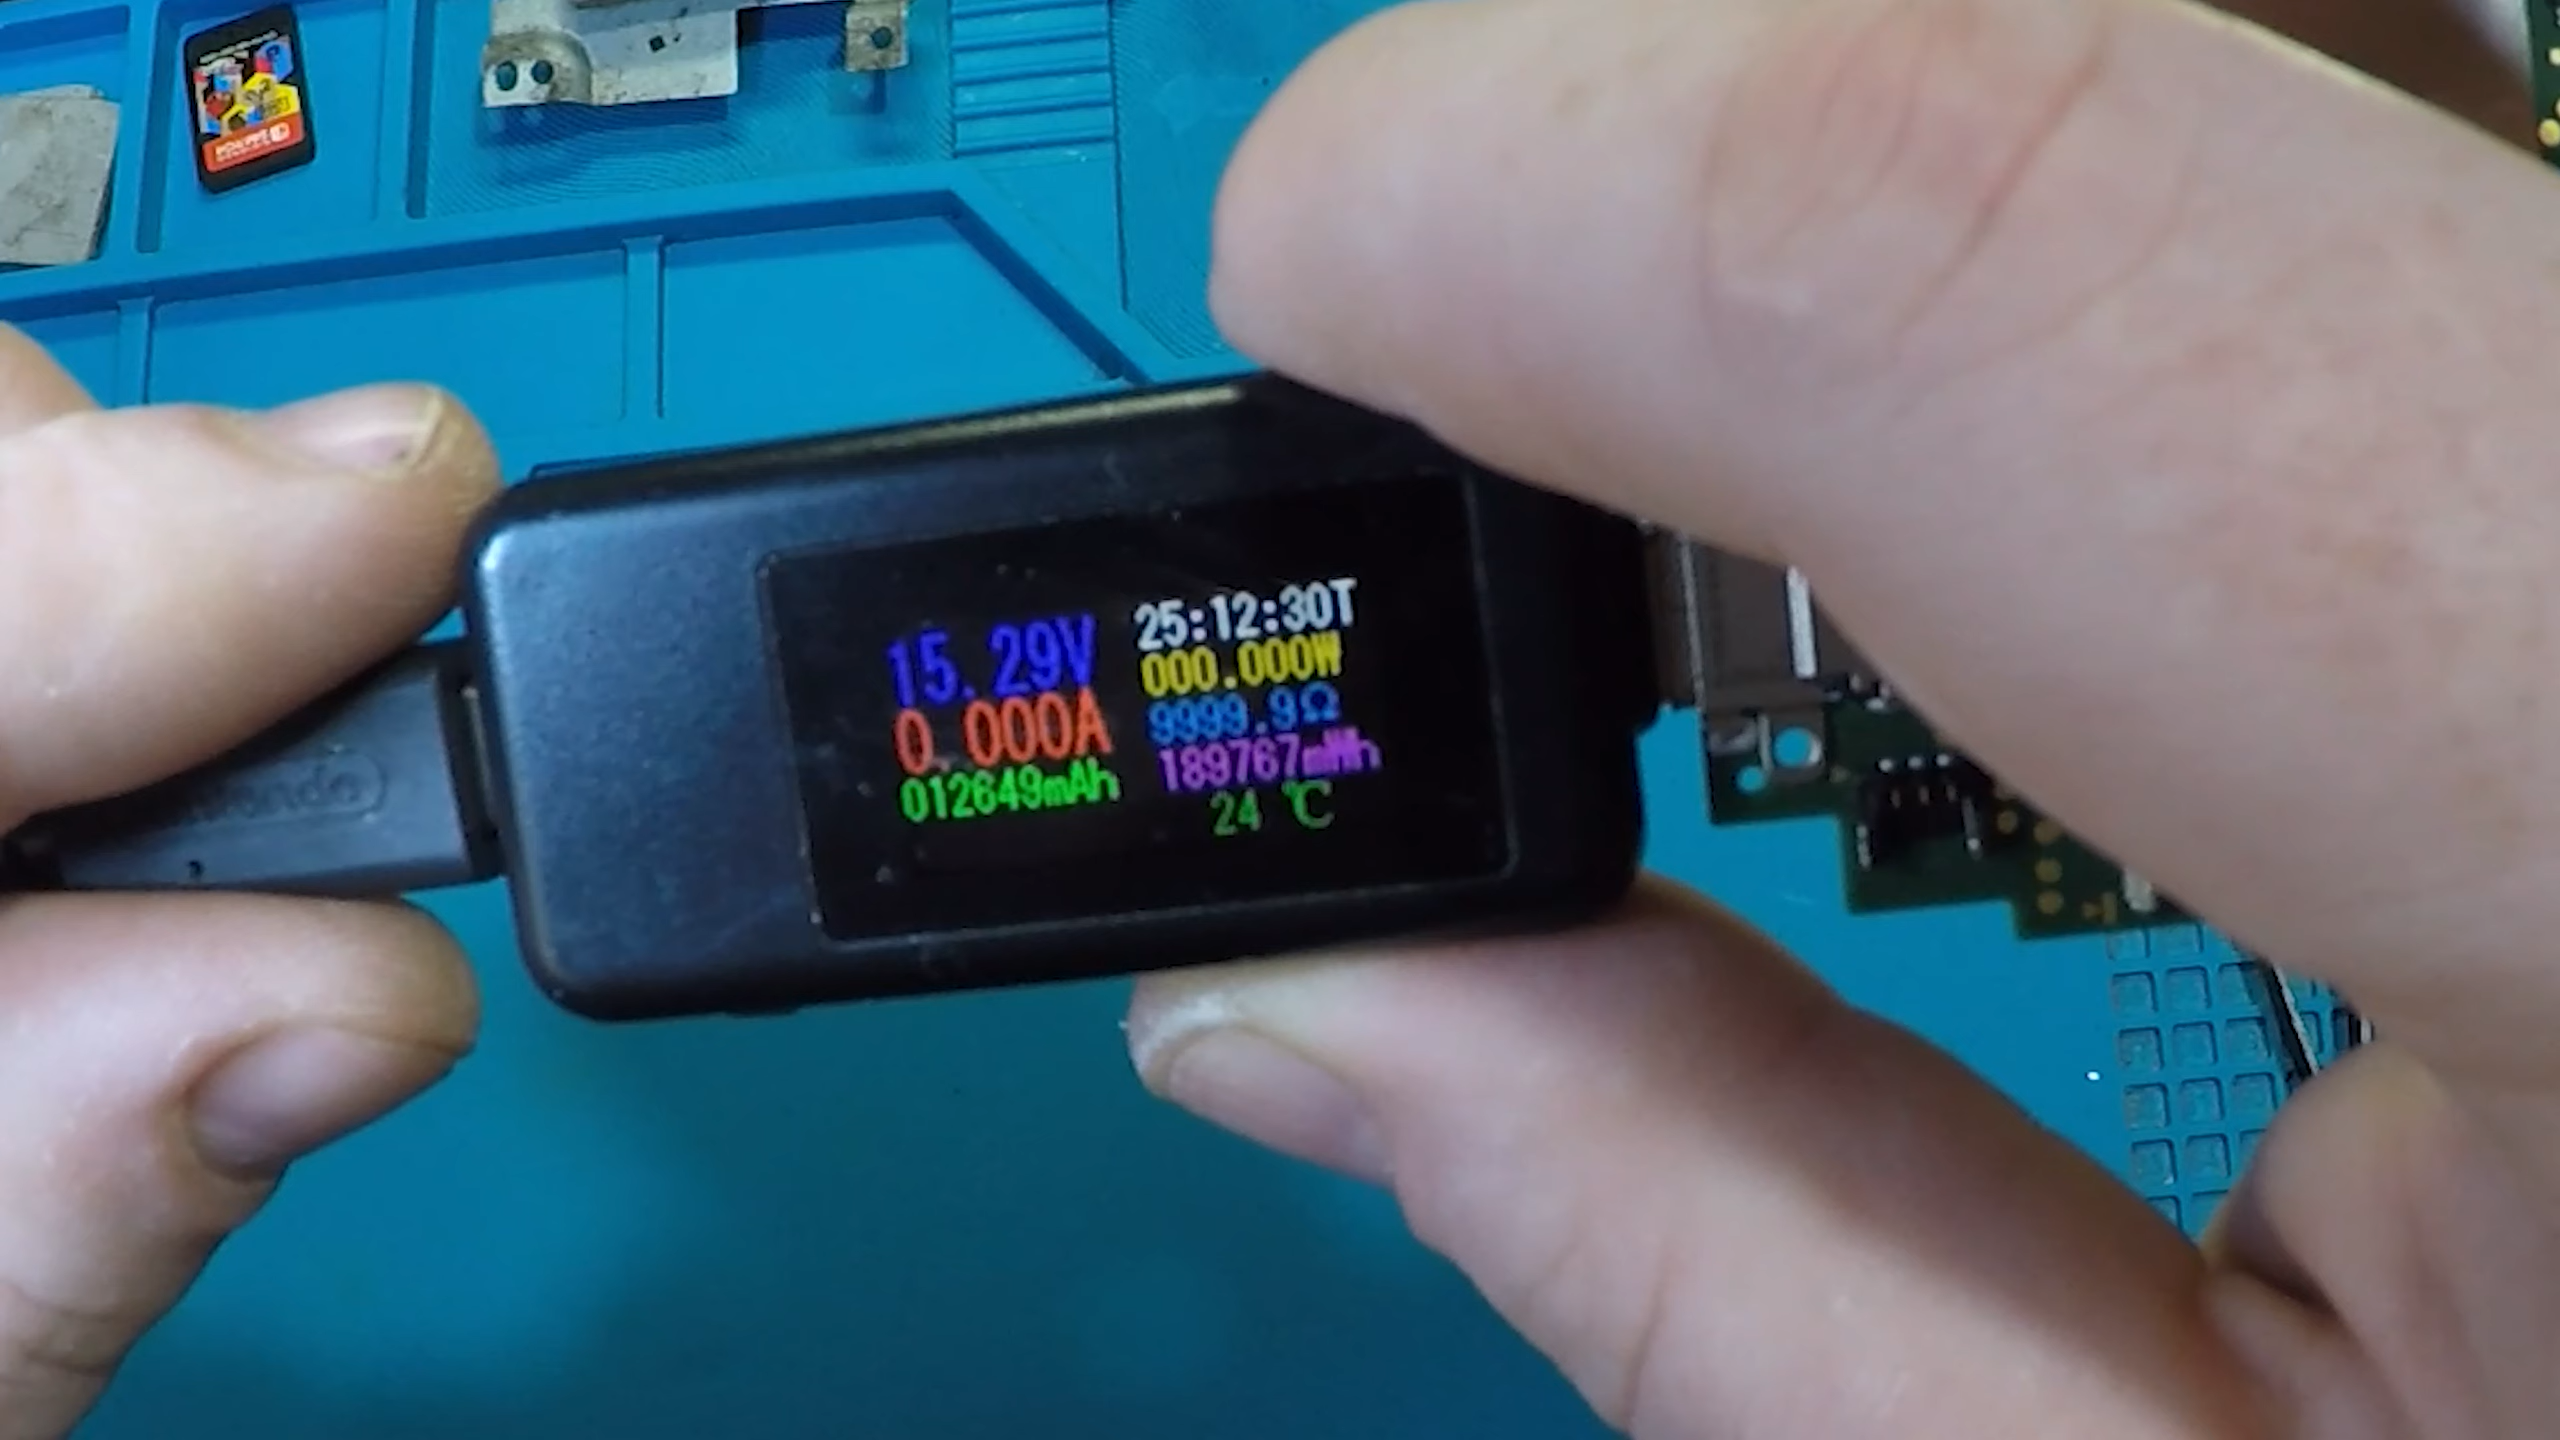 15.29V
0.000A
012649mAh
25:12:30T
000.000W
9999.9Ω
189767mWh
24 ℃